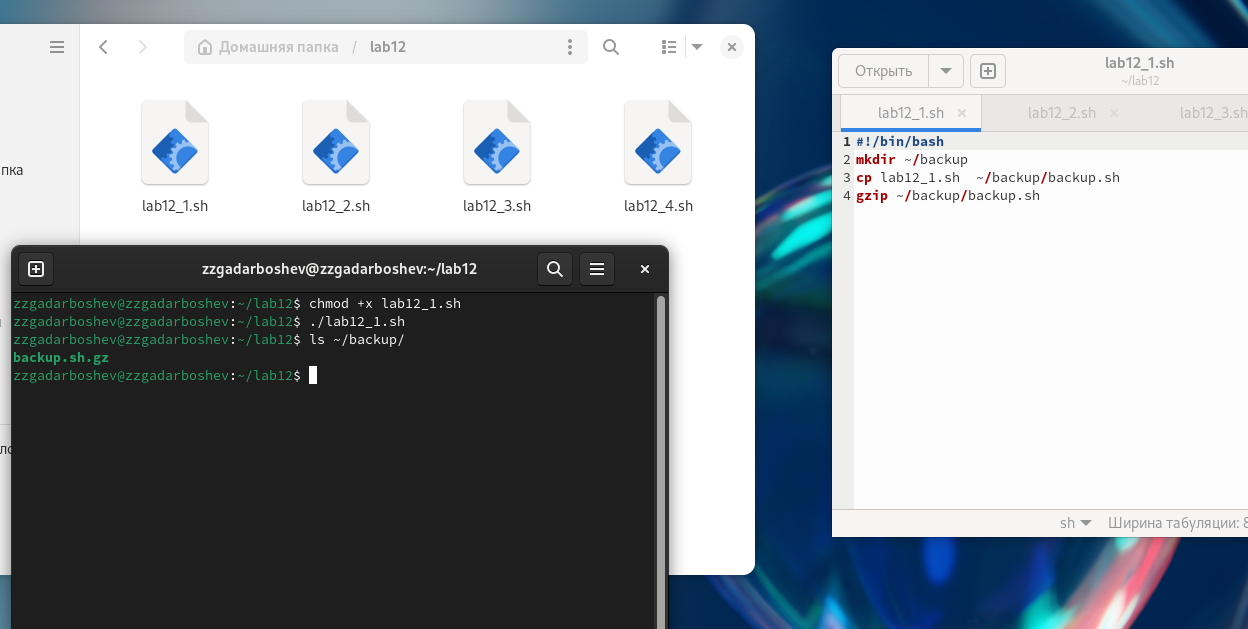 Домашняя папка / lab12
пка
lab12_1.sh
lab12_2.sh
lab12_3.sh
lab12_4.sh
zzgadarboshev@zzgadarboshev:~/lab12
zzgadarboshev@zzgadarboshev:~/lab12$ chmod +x lab12_1.sh
zzgadarboshev@zzgadarboshev:~/lab12$ ./lab12_1.sh
zzgadarboshev@zzgadarboshev:~/lab12$ ls ~/backup/
backup.sh.gz
zzgadarboshev@zzgadarboshev:~/lab12$
Открыть
lab12_1.sh
~/lab12
lab12_1.sh
lab12_2.sh
lab12_3.sh
1 #!/bin/bash
2 mkdir ~/backup
3 cp lab12_1.sh  ~/backup/backup.sh
4 gzip ~/backup/backup.sh
sh
Ширина табуляции: 8